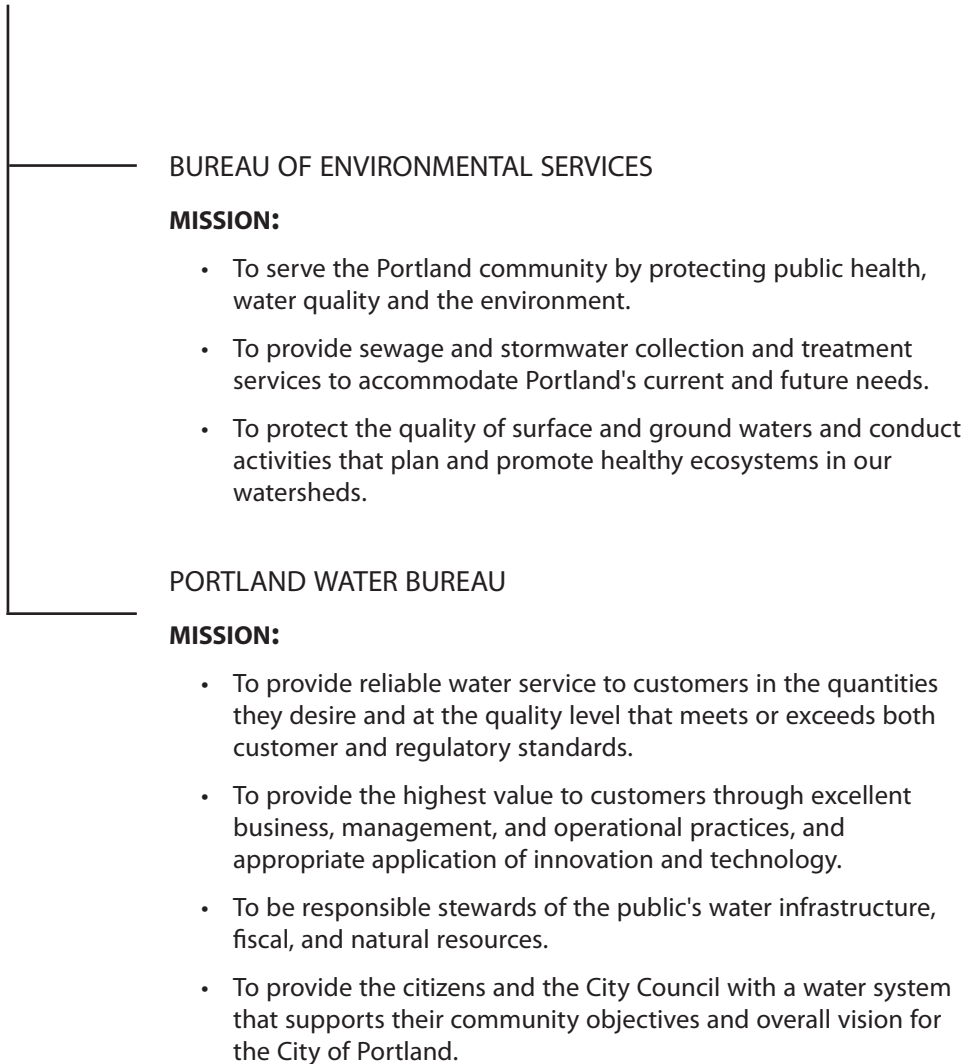 BUREAU OF ENVIRONMENTAL SERVICES
MISSION:
• To serve the Portland community by protecting public health,
water quality and the environment.
• To provide sewage and stormwater collection and treatment
services to accommodate Portland's current and future needs.
• To protect the quality of surface and ground waters and conduct
activities that plan and promote healthy ecosystems in our
watersheds.
PORTLAND WATER BUREAU
MISSION:
• To provide reliable water service to customers in the quantities
they desire and at the quality level that meets or exceeds both
customer and regulatory standards.
• To provide the highest value to customers through excellent
business, management, and operational practices, and
appropriate application of innovation and technology.
• To be responsible stewards of the public's water infrastructure,
fiscal, and natural resources.
• To provide the citizens and the City Council with a water system
that supports their community objectives and overall vision for
the City of Portland.